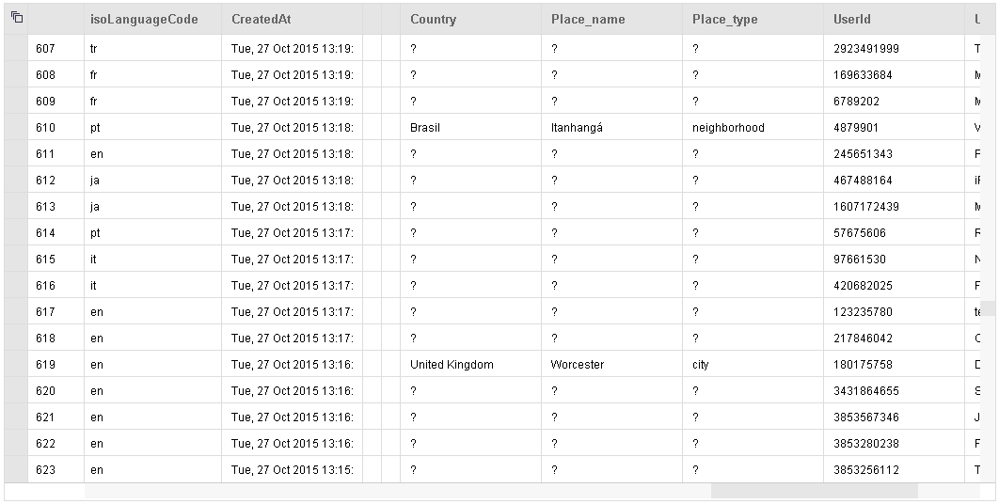 isoLanguageCode CreatedAt Country Place_name Place_type UserId
607 tr Tue, 27 Oct 2015 13:19: ? ? ? 2923491999
608 fr Tue, 27 Oct 2015 13:19: ? ? ? 169633684
609 fr Tue, 27 Oct 2015 13:19: ? ? ? 6789202
610 pt Tue, 27 Oct 2015 13:18: Brasil Itanhangá neighborhood 4879901
611 en Tue, 27 Oct 2015 13:18: ? ? ? 245651343
612 ja Tue, 27 Oct 2015 13:18: ? ? ? 467488164
613 ja Tue, 27 Oct 2015 13:18: ? ? ? 1607172439
614 pt Tue, 27 Oct 2015 13:17: ? ? ? 57675606
615 it Tue, 27 Oct 2015 13:17: ? ? ? 97661530
616 it Tue, 27 Oct 2015 13:17: ? ? ? 420682025
617 en Tue, 27 Oct 2015 13:17: ? ? ? 123235780
618 en Tue, 27 Oct 2015 13:17: ? ? ? 217846042
619 en Tue, 27 Oct 2015 13:16: United Kingdom Worcester city 180175758
620 en Tue, 27 Oct 2015 13:16: ? ? ? 3431864655
621 en Tue, 27 Oct 2015 13:16: ? ? ? 3853567346
622 en Tue, 27 Oct 2015 13:16: ? ? ? 3853280238
623 en Tue, 27 Oct 2015 13:15: ? ? ? 3853256112